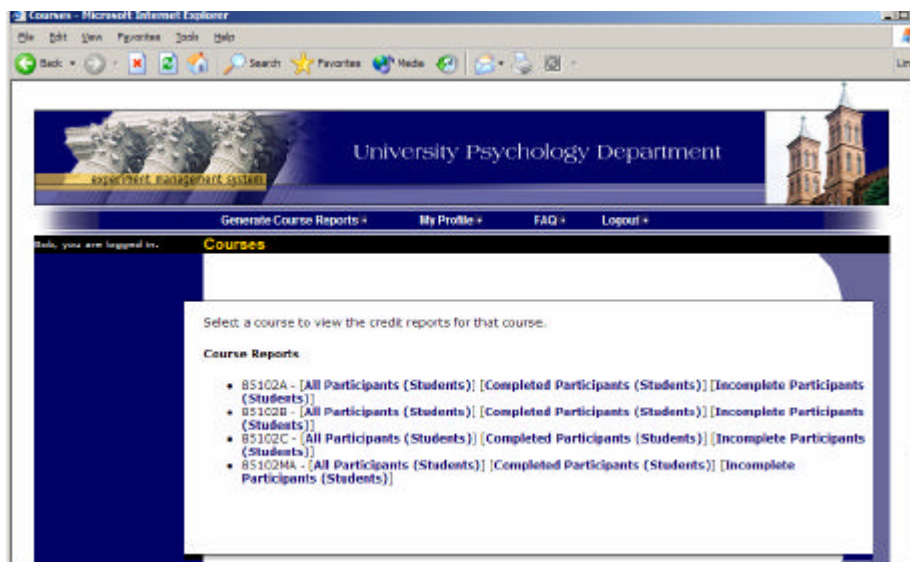 Courses - Microsoft Internet Explorer
File Edit View Favorites Tools Help
Back Search Favorites Media
University Psychology Department
experiment management system
Generate Course Reports My Profile FAQ Logout
Bob, you are logged in. Courses
Select a course to view the credit reports for that course.
Course Reports
• 85102A - [All Participants (Students)] [Completed Participants (Students)] [Incomplete Participants
(Students)]
• 85102B - [All Participants (Students)] [Completed Participants (Students)] [Incomplete Participants
(Students)]
• 85102C - [All Participants (Students)] [Completed Participants (Students)] [Incomplete Participants
(Students)]
• 85102MA - [All Participants (Students)] [Completed Participants (Students)] [Incomplete
Participants (Students)]